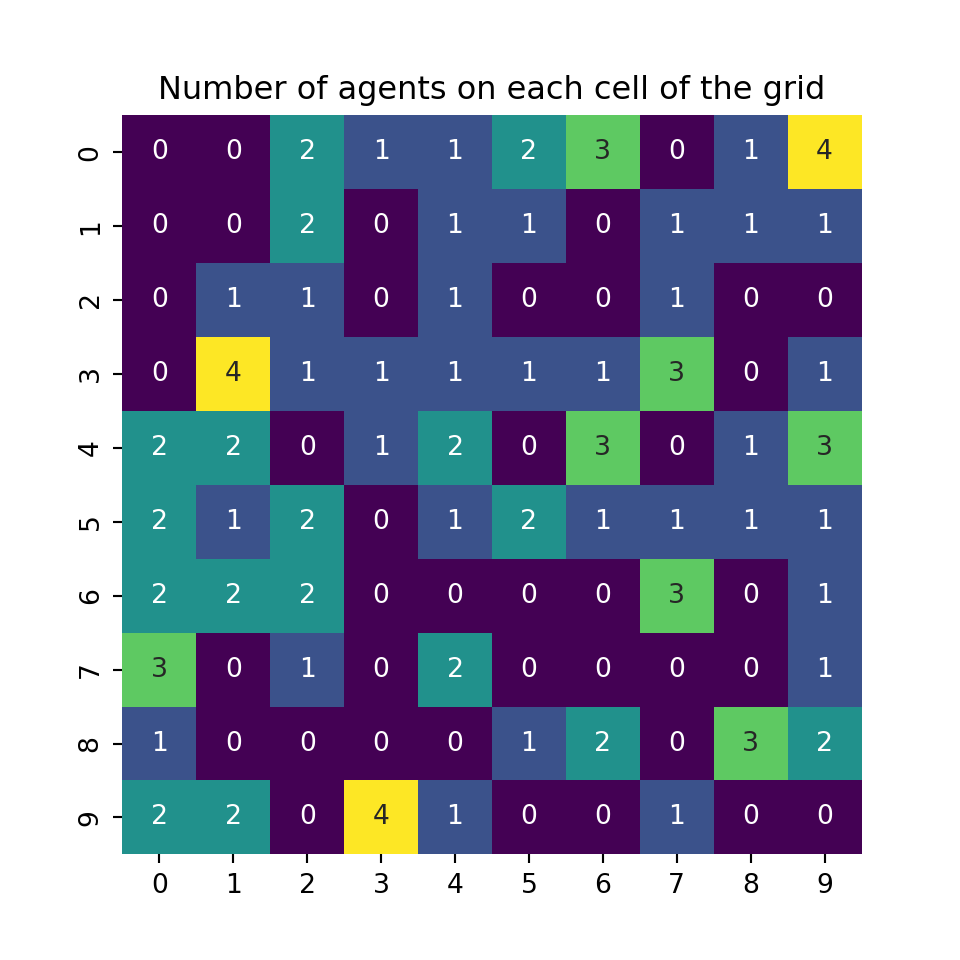 Number of agents on each cell of the grid
0 0 0 2 1 1 2 3 0 1 4
1 0 0 2 0 1 1 0 1 1 1
2 0 1 1 0 1 0 0 1 0 0
3 0 4 1 1 1 1 1 3 0 1
4 2 2 0 1 2 0 3 0 1 3
5 2 1 2 0 1 2 1 1 1 1
6 2 2 2 0 0 0 0 3 0 1
7 3 0 1 0 2 0 0 0 0 1
8 1 0 0 0 0 1 2 0 3 2
9 2 2 0 4 1 0 0 1 0 0
0 1 2 3 4 5 6 7 8 9